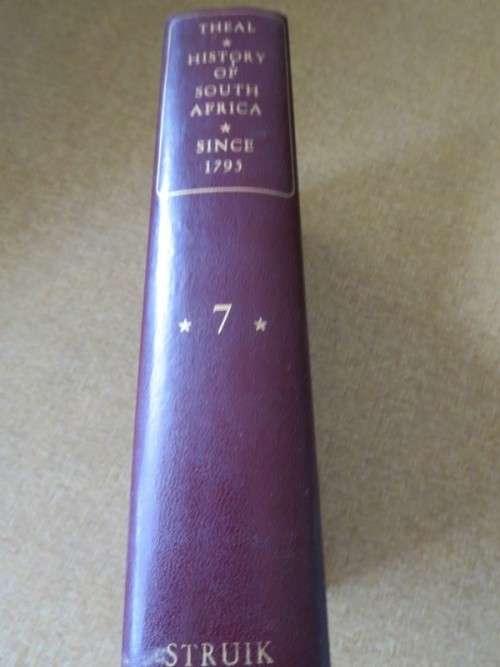 THEAL
★
HISTORY
OF
SOUTH
AFRICA
★
SINCE
1795
★ 7 ★
STRUIK